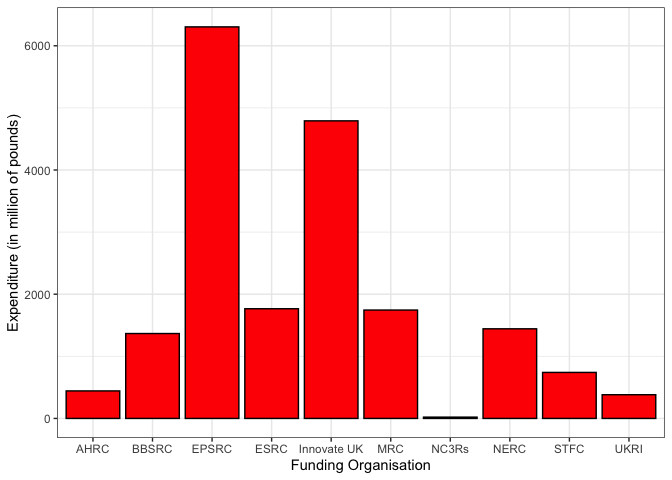 Expenditure (in million of pounds)
6000
4000
2000
0
AHRC BBSRC EPSRC ESRC Innovate UK MRC NC3Rs NERC STFC UKRI
Funding Organisation